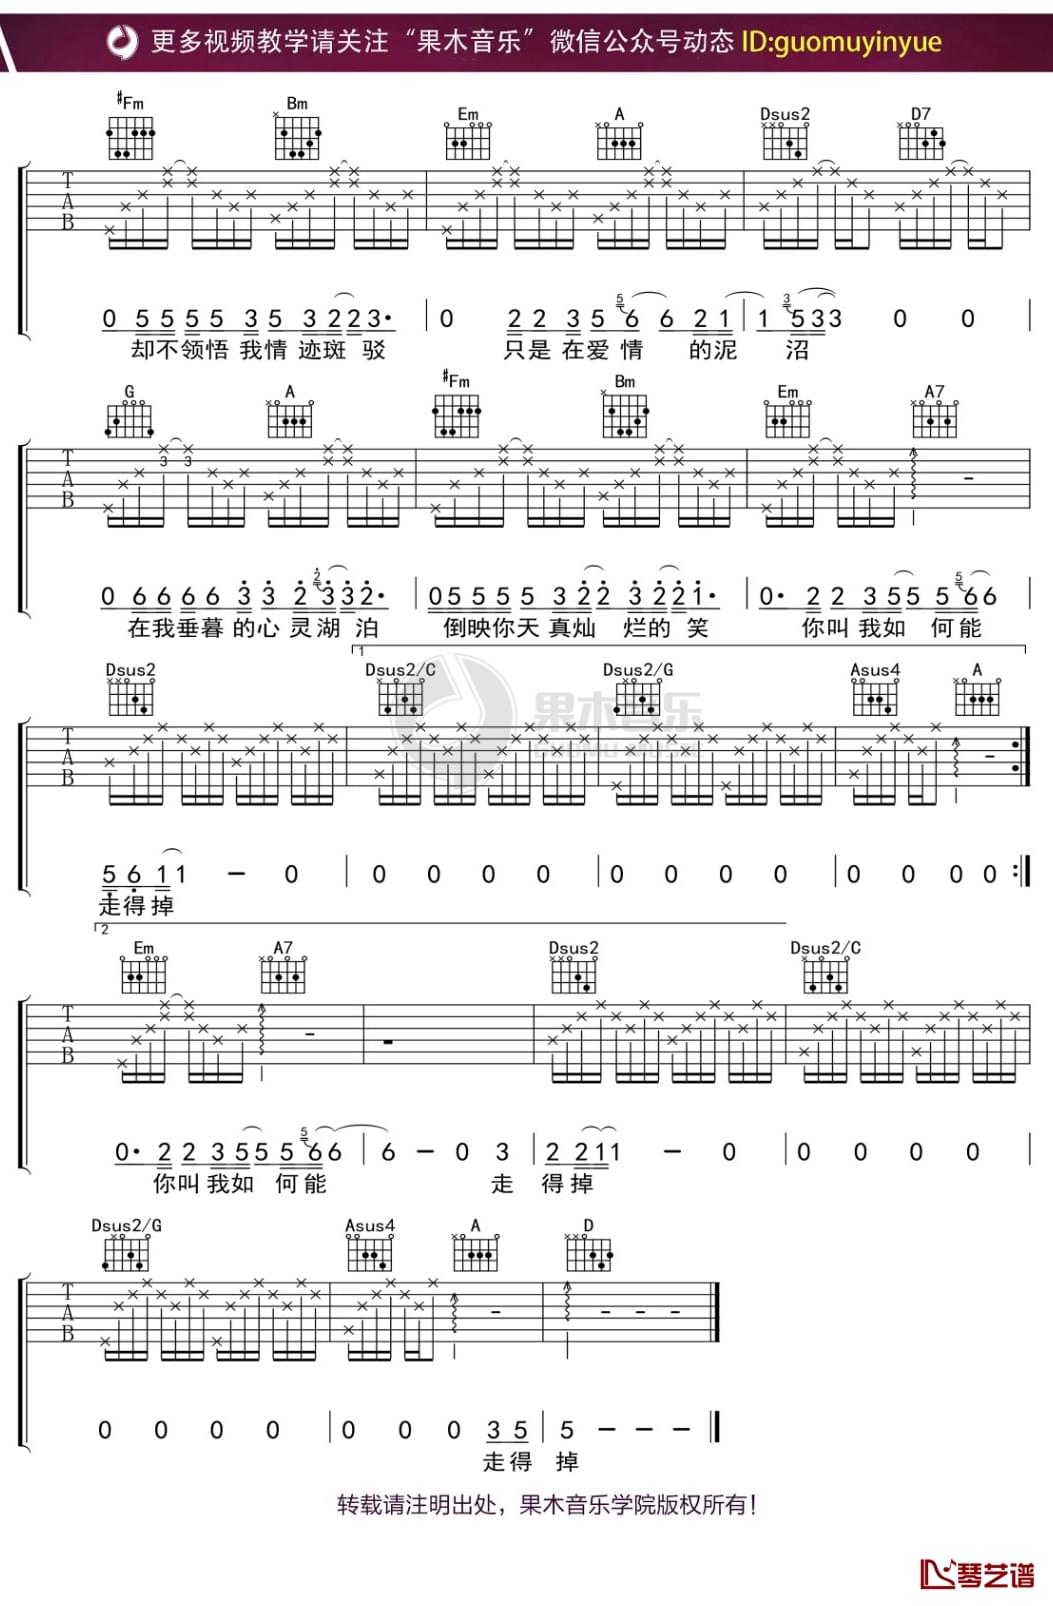 更多视频教学请关注“果木音乐”微信公众号动态 ID:guomuyinyue
#Fm Bm Em A Dsus2 D7
T
A
B
0 5 5 5 5 3 5 3 2 2 3· | 0 2 2 3 5 5 6 6 2 1 | 1 3 5 3 3 0 0 |
却不领悟 我情 迹斑 驳 只是 在爱 情 的泥 沼
G A #Fm Bm Em A7
3 3
T
A
B
0 6 6 6 6 3 3 2 2 3 3 2· | 0 5 5 5 5 3 2 2 3 2 2 1· | 0· 2 2 3 5 5 5 5 6 6 |
在我垂暮 的心 灵湖 泊 倒映你天 真灿 烂的 笑 你叫 我如 何能
1
Dsus2 Dsus2/C Dsus2/G Asus4 A
果木音乐
GUOMU MUSIC
T
A
B
5 6 1 1 – 0 | 0 0 0 0 | 0 0 0 0 | 0 0 0 0 :|
走得掉
2
Em A7 Dsus2 Dsus2/C
T
A
B
0· 2 2 3 5 5 5 5 6 6 | 6 – 0 3 | 2 2 1 1 – 0 | 0 0 0 0 |
你叫 我如 何能 走 得掉
Dsus2/G Asus4 A D
T
A
B
0 0 0 0 | 0 0 0 3 5 | 5 – – – |
走得 掉
转载请注明出处，果木音乐学院版权所有！
琴艺谱